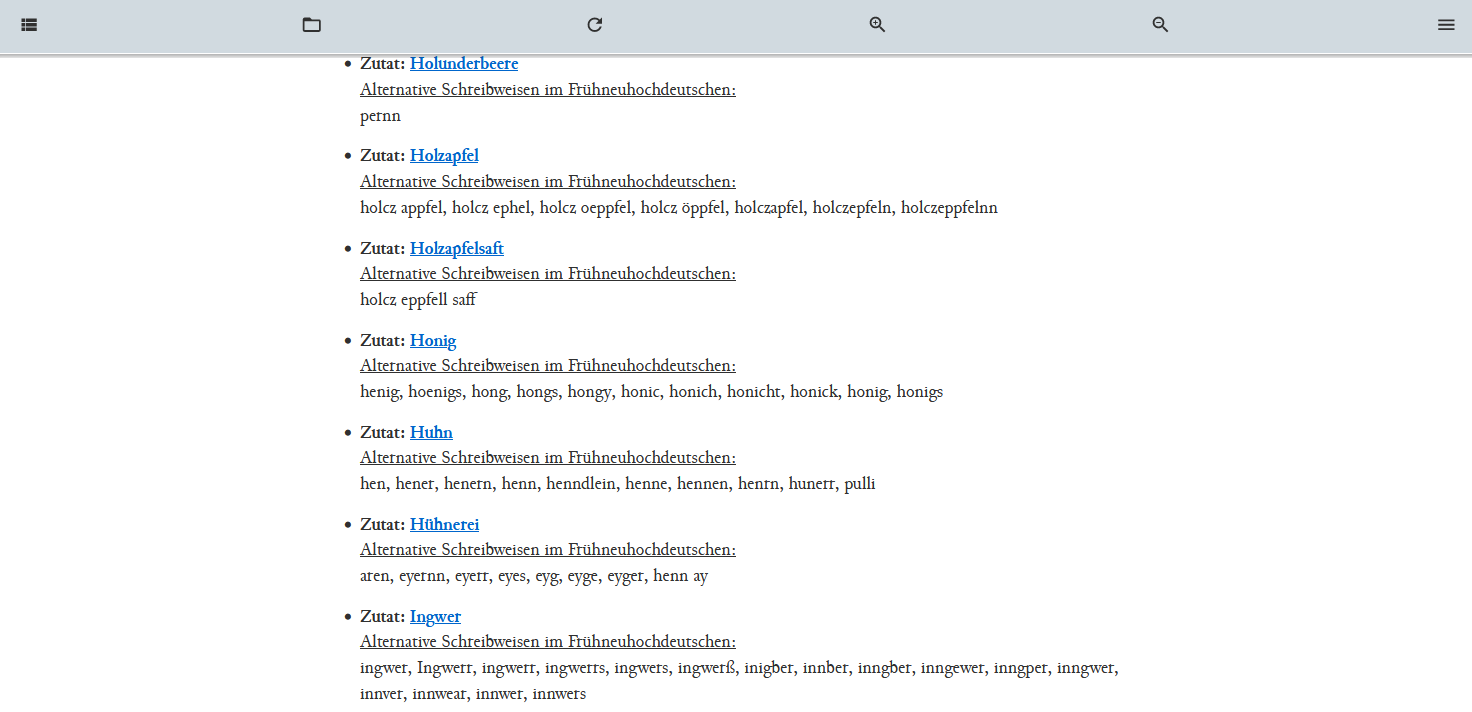 • Zutat: Holunderbeere
Alternative Schreibweisen im Frühneuhochdeutschen:
pernn
• Zutat: Holzapfel
Alternative Schreibweisen im Frühneuhochdeutschen:
holcz appfel, holcz ephel, holcz oeppfel, holcz öppfel, holczapfel, holczepfeln, holczeppfelnn
• Zutat: Holzapfelsaft
Alternative Schreibweisen im Frühneuhochdeutschen:
holcz eppfell saff
• Zutat: Honig
Alternative Schreibweisen im Frühneuhochdeutschen:
henig, hoenigs, hong, hongs, hongy, honic, honich, honicht, honick, honig, honigs
• Zutat: Huhn
Alternative Schreibweisen im Frühneuhochdeutschen:
hen, hener, henern, henn, henndlein, henne, hennen, henrn, hunerr, pulli
• Zutat: Hühnerei
Alternative Schreibweisen im Frühneuhochdeutschen:
aren, eyernn, eyerr, eyes, eyg, eyge, eyger, henn ay
• Zutat: Ingwer
Alternative Schreibweisen im Frühneuhochdeutschen:
ingwer, Ingwerr, ingwerr, ingwerrs, ingwers, ingwerß, inigber, innber, inngber, inngewer, inngper, inngwer,
innver, innwear, innwer, innwers